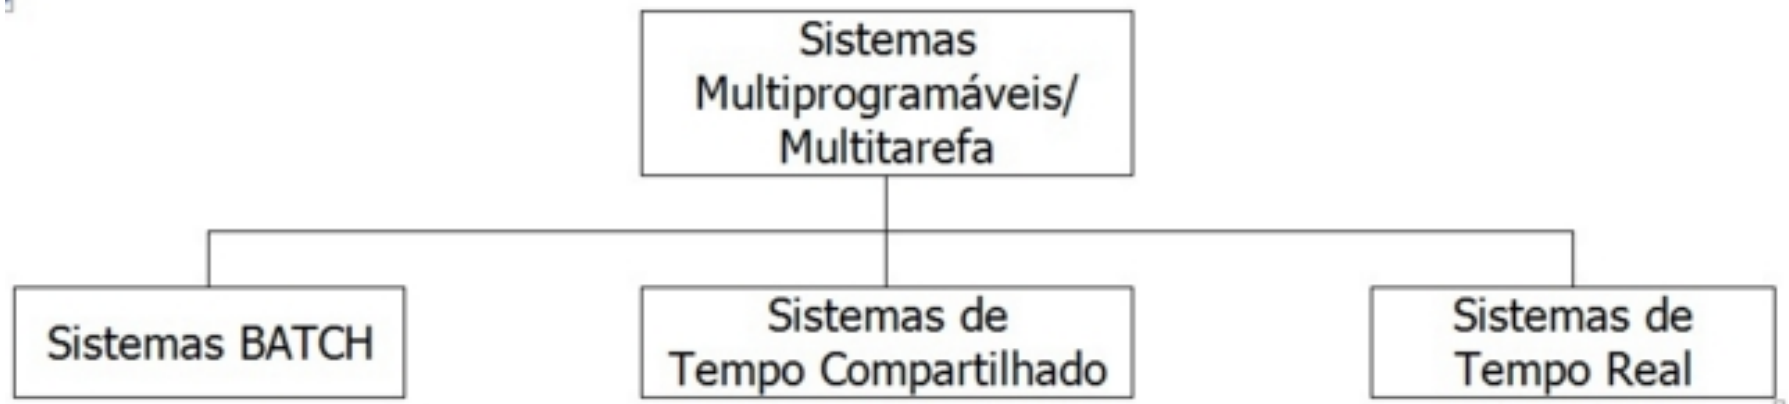 Sistemas
Multiprogramáveis/
Multitarefa
Sistemas BATCH
Sistemas de
Tempo Compartilhado
Sistemas de
Tempo Real